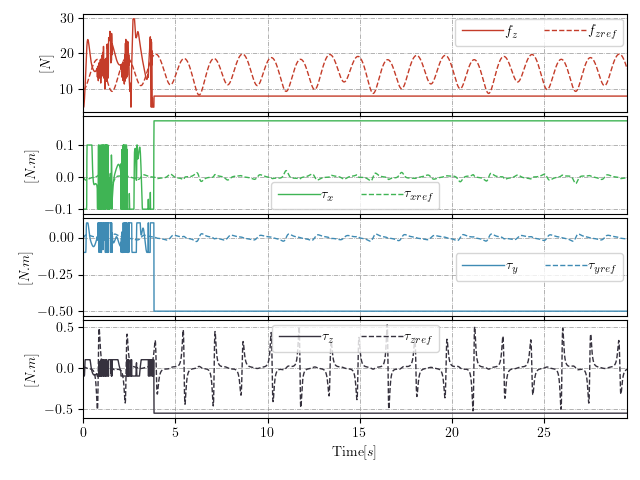 30
20
10
[N]
f_z
f_zref
0.1
0.0
−0.1
[N.m]
τ_x
τ_xref
0.00
−0.25
−0.50
[N.m]
τ_y
τ_yref
0.5
0.0
−0.5
[N.m]
τ_z
τ_zref
0 5 10 15 20 25
Time[s]